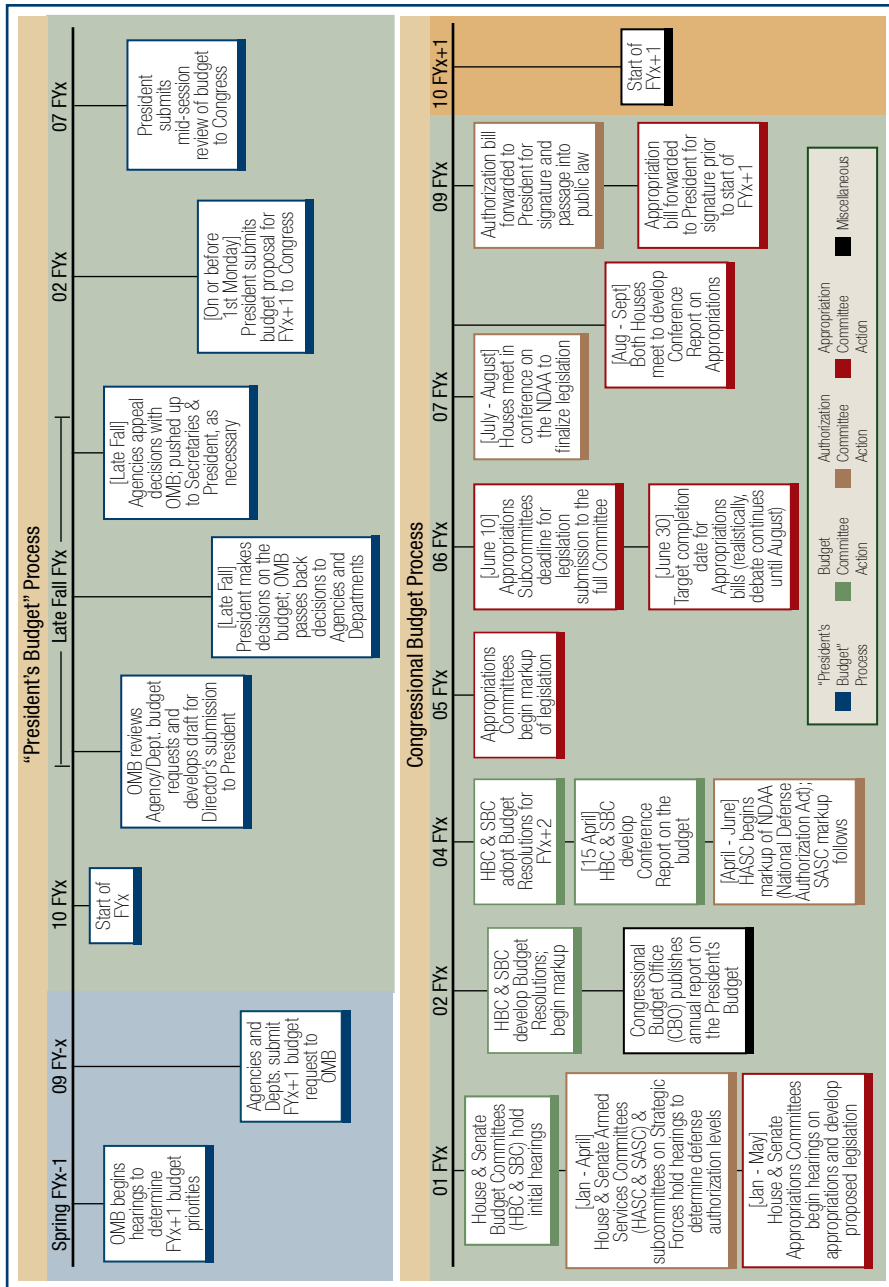 “President’s Budget” Process
Spring FYx-1
09 FY-x
10 FYx
Late Fall FYx
02 FYx
07 FYx
OMB begins
hearings to
determine
FYx+1 budget
priorities
Agencies and
Depts. submit
FYx+1 budget
request to
OMB
Start of
FYx
OMB reviews
Agency/Dept. budget
requests and
develops draft for
Director’s submission
to President
[Late Fall]
President makes
decisions on the
budget; OMB
passes back
decisions to
Agencies and
Departments
[Late Fall]
Agencies appeal
decisions with
OMB; pushed up
to Secretaries &
President, as
necessary
[On or before
1st Monday]
President submits
budget proposal for
FYx+1 to Congress
President
submits
mid-session
review of budget
to Congress
Congressional Budget Process
01 FYx
02 FYx
04 FYx
05 FYx
06 FYx
07 FYx
09 FYx
10 FYx+1
House & Senate
Budget Committees
(HBC & SBC) hold
initial hearings
[Jan - April]
House & Senate Armed
Services Committees
(HASC & SASC) &
subcommittees on Strategic
Forces hold hearings to
determine defense
authorization levels
[Jan - May]
House & Senate
Appropriations Committees
begin hearings on
appropriations and develop
proposed legislation
HBC & SBC
develop Budget
Resolutions;
begin markup
Congressional
Budget Office
(CBO) publishes
annual report on
the President’s
Budget
HBC & SBC
adopt Budget
Resolutions for
FYx+2
[15 April]
HBC & SBC
develop
Conference
Report on the
budget
[April - June]
HASC begins
markup of NDAA
(National Defense
Authorization Act);
SASC markup
follows
Appropriations
Committees
begin markup
of legislation
[June 10]
Appropriations
Subcommittees
deadline for
legislation
submission to the
full Committee
[June 30]
Target completion
date for
Appropriations
bills (realistically,
debate continues
until August)
[July - August]
Houses meet in
conference on
the NDAA to
finalize legislation
[Aug - Sept]
Both Houses
meet to develop
Conference
Report on
Appropriations
Authorization bill
forwarded to
President for
signature and
passage into
public law
Appropriation
bill forwarded
to President for
signature prior
to start of
FYx+1
Start of
FYx+1
“President’s
Budget”
Process
Budget
Committee
Action
Authorization
Committee
Action
Appropriation
Committee
Action
Miscellaneous